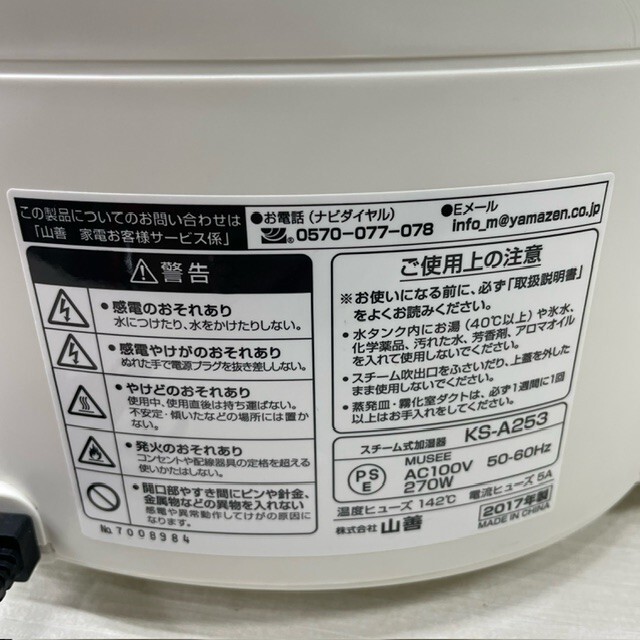 この製品についてのお問い合わせは
「山善　家電お客様サービス係」
●お電話（ナビダイヤル）
0570-077-078
●Eメール
info_m@yamazen.co.jp
警告
・感電のおそれあり
水につけたり、水をかけたりしない。
・感電やけがのおそれあり
ぬれた手で電源プラグを抜き差ししない。
・やけどのおそれあり
使用中、使用直後は持ち運ばない。
不安定・傾いたなどの場所には置か
ない。
・発火のおそれあり
コンセントや配線器具の定格を超える
使いかたはしない。
・開口部やすき間にピンや針金、
金属物などの異物を入れない
感電や異常動作してけがの原因に
なります。
No.7008984
ご使用上の注意
※お使いになる前に、必ず「取扱説明書」
をよくお読みください。
・水タンク内にお湯（40℃以上）や氷水、
化学薬品、汚れた水、芳香剤、アロマオイル
を入れて使用しないでください。
・スチーム吹出口をふさいだり、上蓋を外した
まま使用しないでください。
・蒸発皿・霧化室ダクトは、必ず1週間に1回
以上はお手入れをしてください。
スチーム式加湿器 KS-A253
PSE
MUSEE
AC100V 50-60Hz
270W
温度ヒューズ 142℃ 電流ヒューズ 5A
株式会社 山善
2017年製
MADE IN CHINA